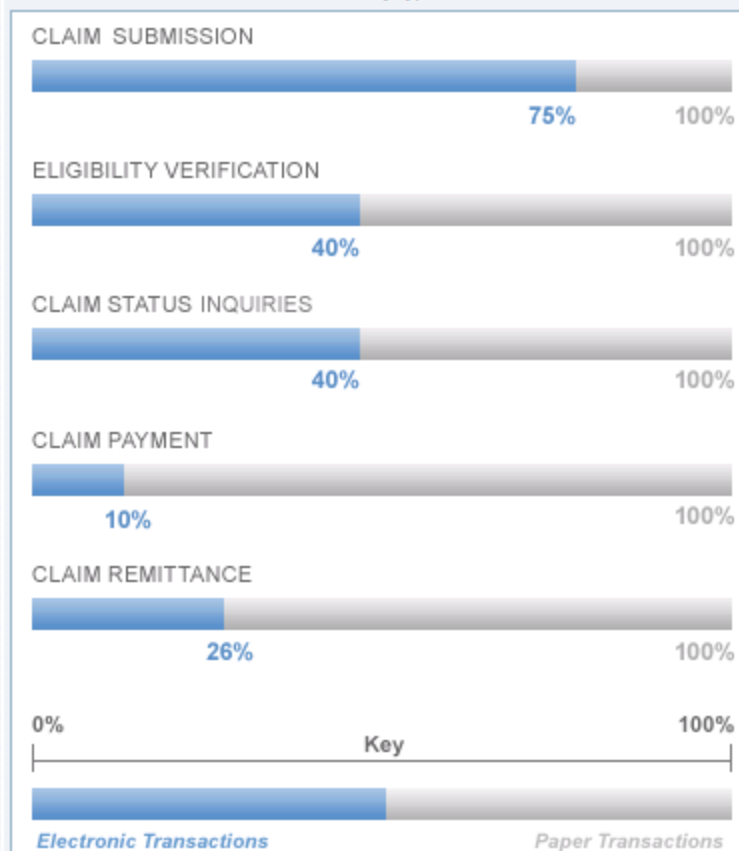 CLAIM SUBMISSION
75% 100%
ELIGIBILITY VERIFICATION
40% 100%
CLAIM STATUS INQUIRIES
40% 100%
CLAIM PAYMENT
10% 100%
CLAIM REMITTANCE
26% 100%
0% 100%
Key
Electronic Transactions Paper Transactions